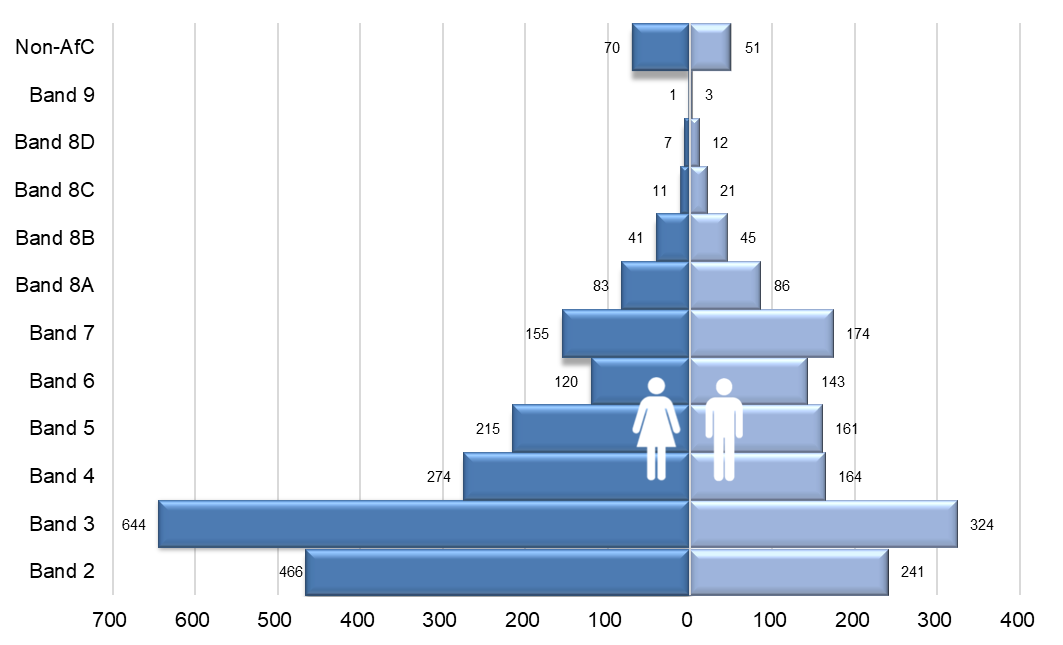 Non-AfC 70 51
Band 9 1 3
Band 8D 7 12
Band 8C 11 21
Band 8B 41 45
Band 8A 83 86
Band 7 155 174
Band 6 120 143
Band 5 215 161
Band 4 274 164
Band 3 644 324
Band 2 466 241
700 600 500 400 300 200 100 0 100 200 300 400